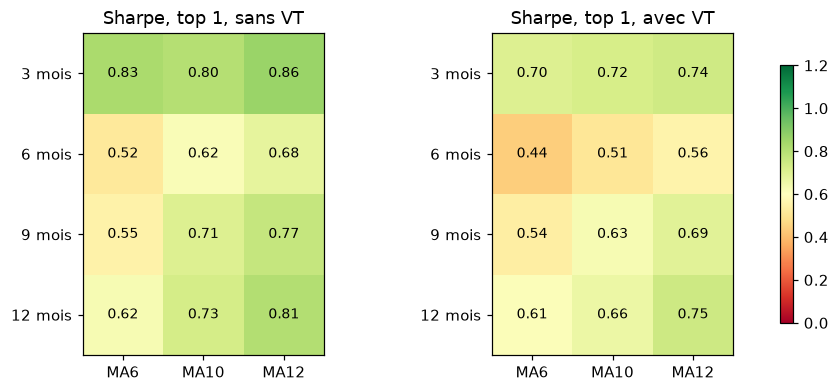 Sharpe, top 1, sans VT
3 mois 0.83 0.80 0.86
6 mois 0.52 0.62 0.68
9 mois 0.55 0.71 0.77
12 mois 0.62 0.73 0.81
MA6 MA10 MA12
Sharpe, top 1, avec VT
3 mois 0.70 0.72 0.74
6 mois 0.44 0.51 0.56
9 mois 0.54 0.63 0.69
12 mois 0.61 0.66 0.75
MA6 MA10 MA12
1.2
1.0
0.8
0.6
0.4
0.2
0.0